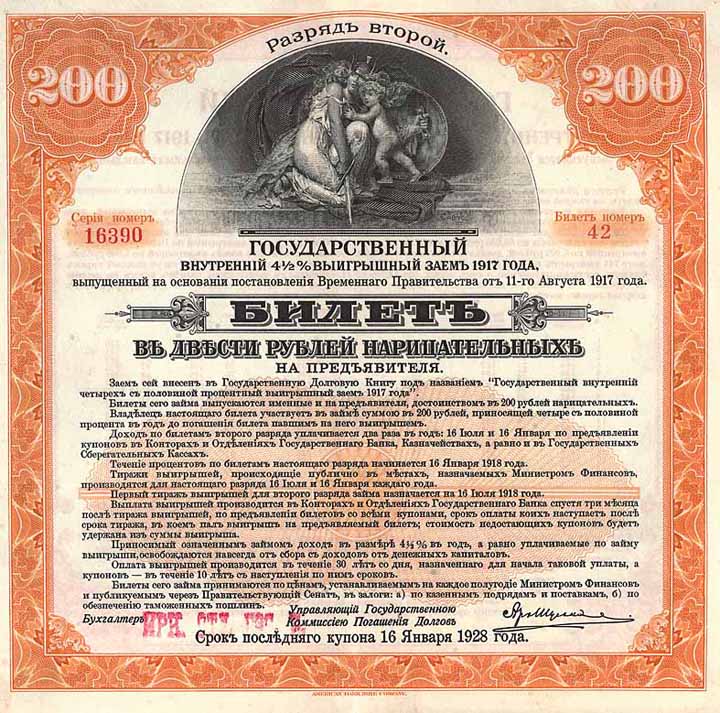 Разрядъ второй.
200
200
Серія номеръ
16390
Билетъ номеръ
42
ГОСУДАРСТВЕННЫЙ
ВНУТРЕННІЙ 4½% ВЫИГРЫШНЫЙ ЗАЕМЪ 1917 ГОДА,
выпущенный на основаніи постановленія Временнаго Правительства отъ 11-го Августа 1917 года.
БИЛЕТЪ
ВЪ ДВѢСТИ РУБЛЕЙ НАРИЦАТЕЛЬНЫХЪ
НА ПРЕДЪЯВИТЕЛЯ.
Заемъ сей внесенъ въ Государственную Долговую Книгу подъ названіемъ "Государственный внутренній
четырехъ съ половиной процентный выигрышный заемъ 1917 года".
Билеты сего займа выпускаются именные и на предъявителя, достоинствомъ въ 200 рублей нарицательныхъ.
Владѣлецъ настоящаго билета участвуетъ въ займѣ суммою въ 200 рублей, приносящей четыре съ половиной
процента въ годъ до погашенія билета павшимъ на него выигрышемъ.
Доходъ по билетамъ второго разряда уплачивается два раза въ годъ: 16 Іюля и 16 Января по предъявленіи
купоновъ въ Конторахъ и Отдѣленіяхъ Государственнаго Банка, Казначействахъ, а равно и въ Государственныхъ
Сберегательныхъ Кассахъ.
Теченіе процентовъ по билетамъ настоящаго разряда начинается 16 Января 1918 года.
Тиражи выигрышей, происходящіе публично въ мѣстахъ, назначаемыхъ Министромъ Финансовъ,
производятся для настоящаго разряда 16 Іюля и 16 Января каждаго года.
Первый тиражъ выигрышей для второго разряда займа назначается на 16 Іюля 1918 года.
Выплата выигрышей производится въ Конторахъ и Отдѣленіяхъ Государственнаго Банка спустя три мѣсяца
послѣ тиража выигрышей, по предъявленіи билетовъ со всѣми купонами, срокъ оплаты коихъ наступаетъ послѣ
срока тиража, въ коемъ палъ выигрышъ на предъявляемый билетъ; стоимость недостающихъ купоновъ будетъ
удержана изъ суммы выигрыша.
Приносимый означеннымъ займомъ доходъ въ размѣрѣ 4½% въ годъ, а равно уплачиваемые по займу
выигрыши, освобождаются навсегда отъ сбора съ доходовъ отъ денежныхъ капиталовъ.
Оплата выигрышей производится въ теченіе 30 лѣтъ со дня, назначеннаго для начала таковой уплаты, а
купоновъ — въ теченіе 10 лѣтъ съ наступленія по нимъ сроковъ.
Билеты сего займа принимаются по цѣнамъ, устанавливаемымъ на каждое полугодіе Министромъ Финансовъ
и публикуемымъ черезъ Правительствующій Сенатъ, въ залоги: а) по казеннымъ подрядамъ и поставкамъ, б) по
обезпеченію таможенныхъ пошлинъ.
Бухгалтеръ
Управляющій Государственною
Коммиссіею Погашенія Долговъ
Срокъ послѣдняго купона 16 Января 1928 года.
AMERICAN BANK NOTE COMPANY.